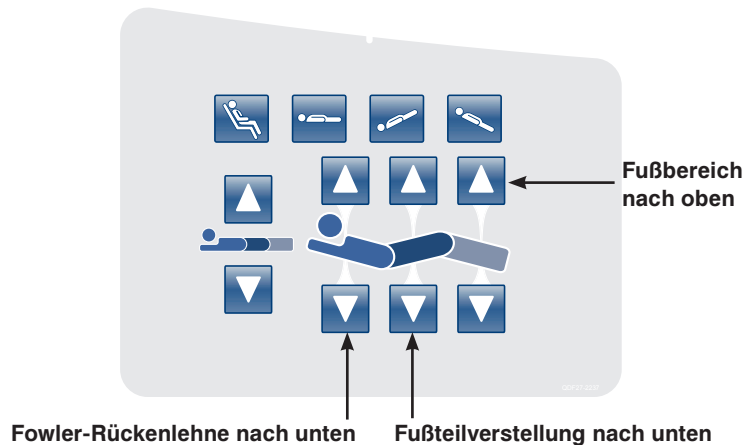 Fußbereich
nach oben
Fowler-Rückenlehne nach unten
Fußteilverstellung nach unten